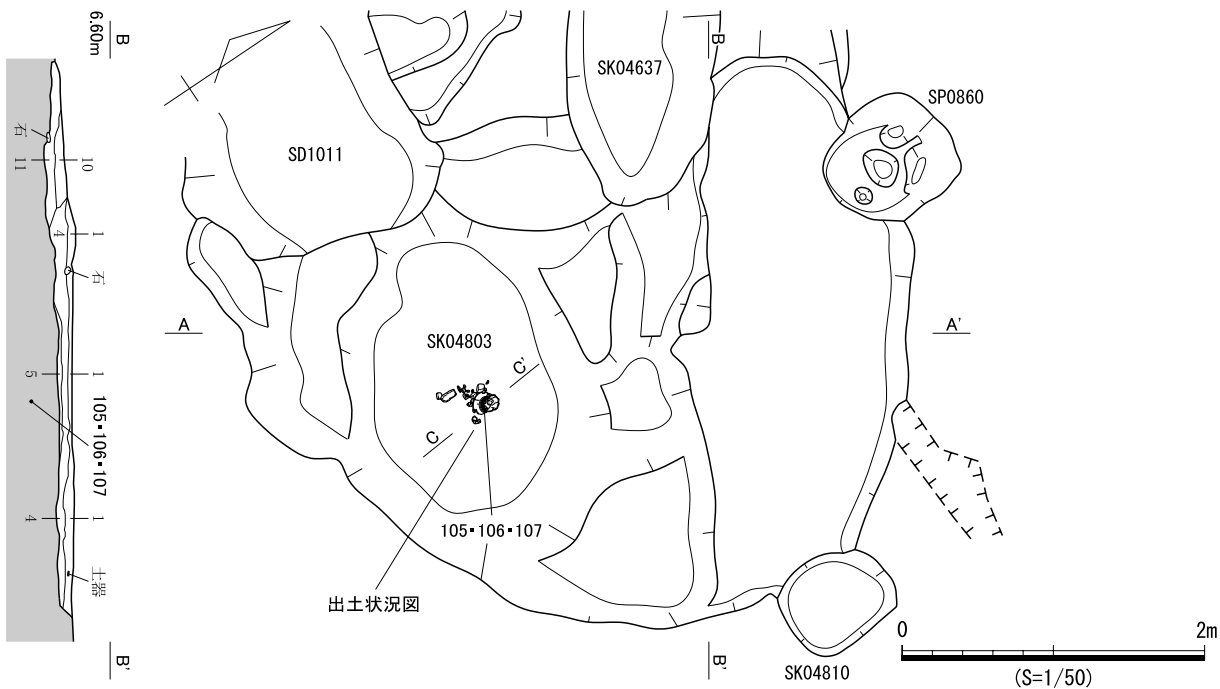 B
6.60m
石
11
10
4
1
石
5
1
105・106・107
4
1
土器
B'
B
SK04637
SP0860
SD1011
A
A'
SK04803
C'
C
105・106・107
出土状況図
B'
SK04810
0
2m
(S=1/50)